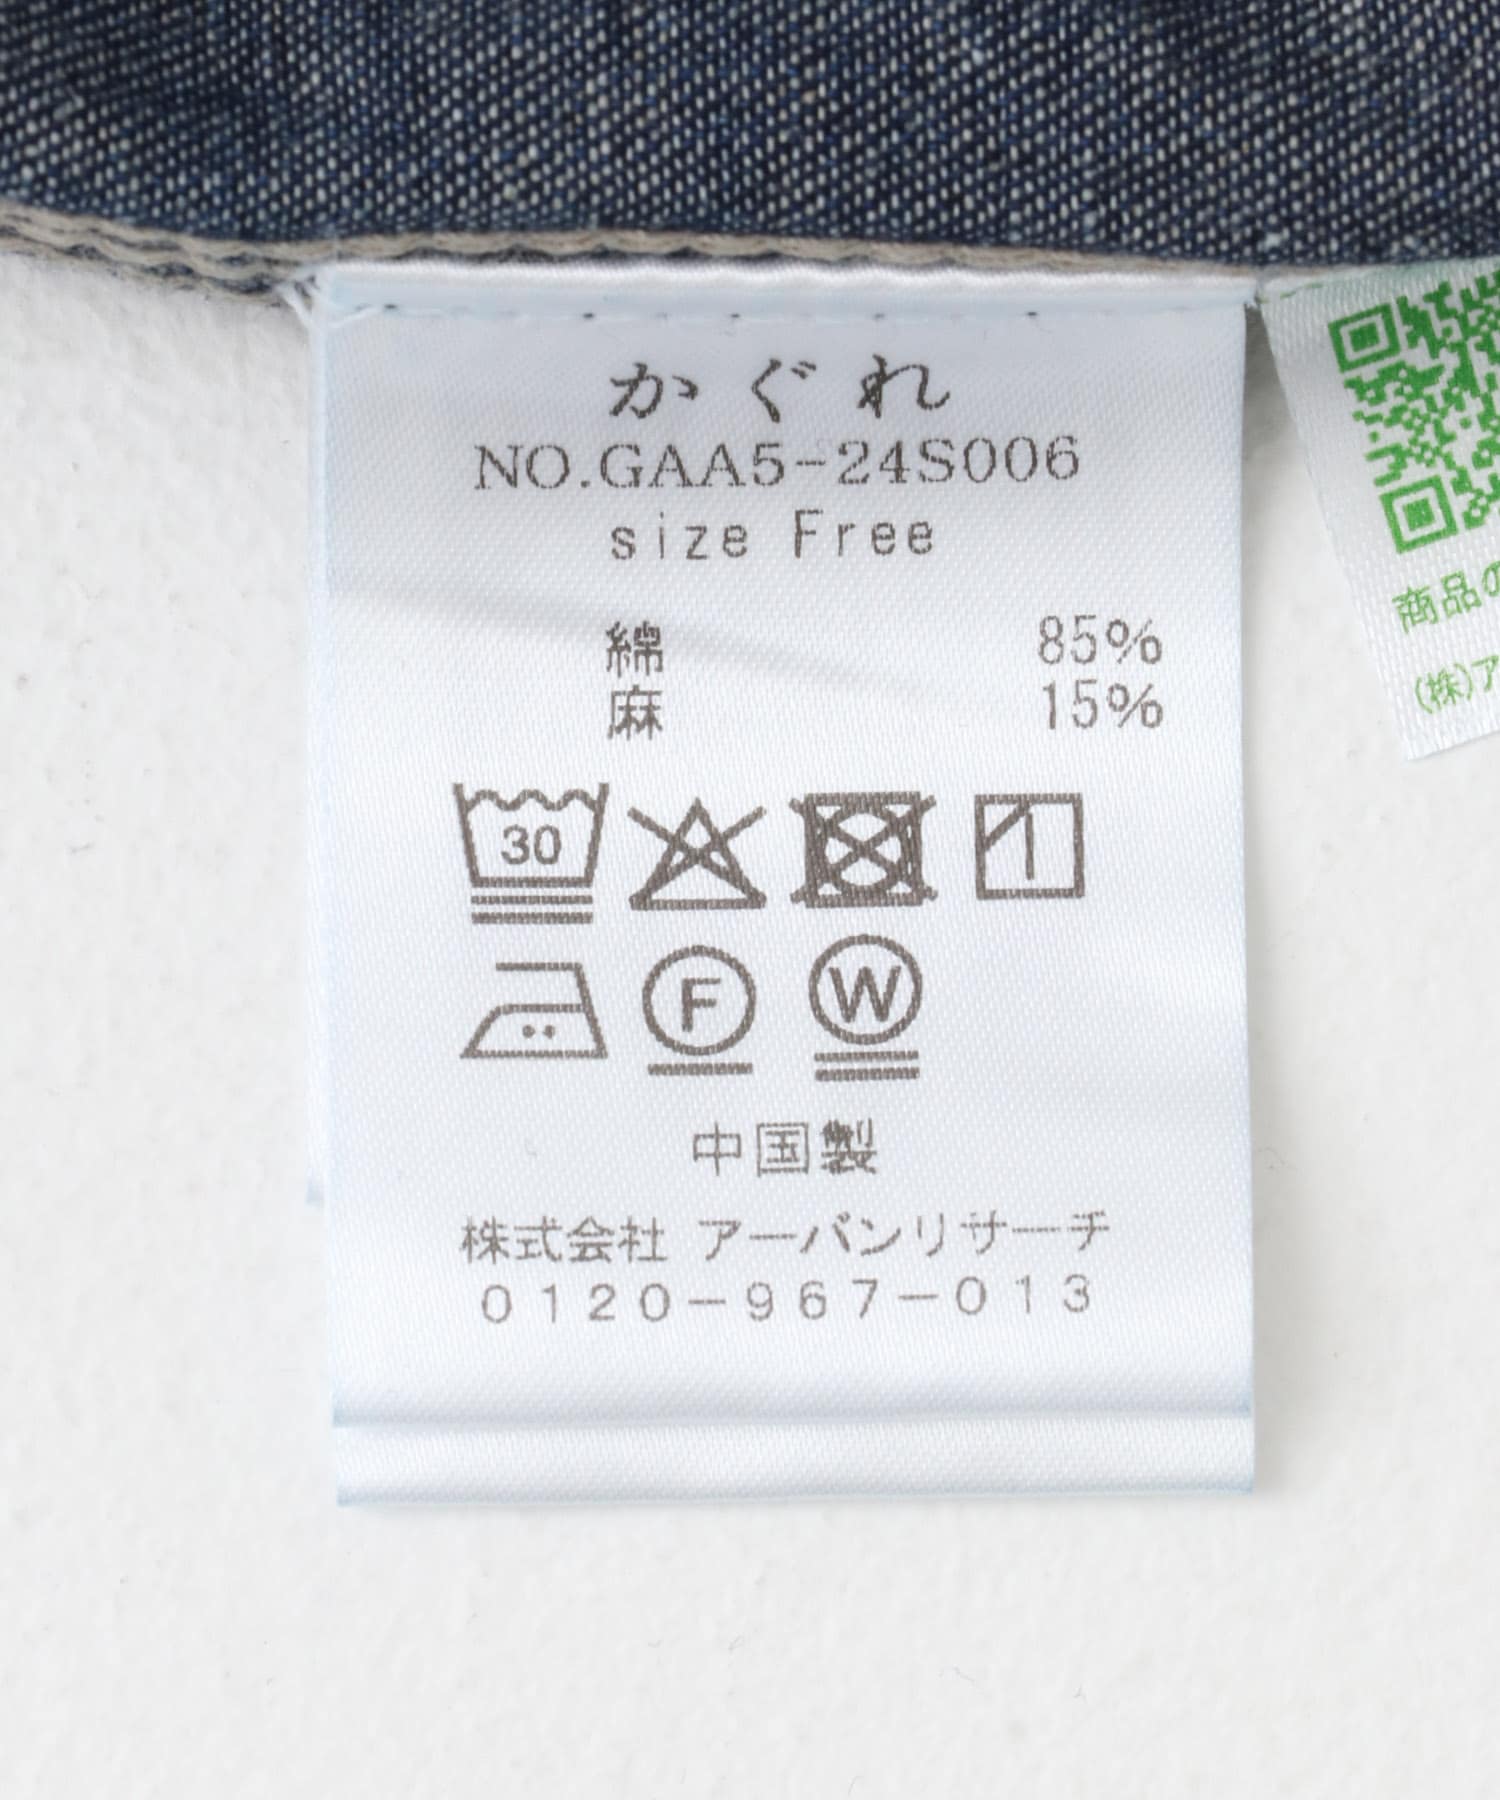 かぐれ
NO.GAA5-24S006
size Free
綿 85%
麻 15%
30
F W
中国製
株式会社 アーバンリサーチ
0120-967-013
商品の
(株)ア